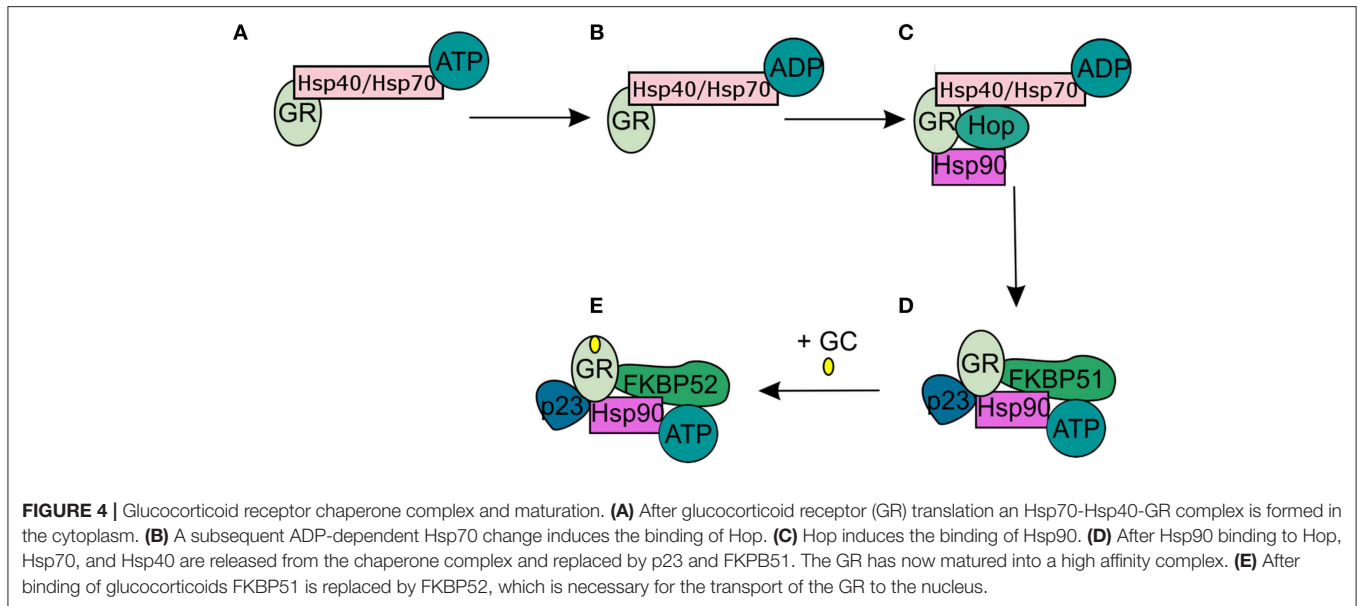 A
B
C
ATP
Hsp40/Hsp70
GR
ADP
Hsp40/Hsp70
GR
ADP
Hsp40/Hsp70
GR
Hop
Hsp90
E
D
+ GC
GR
FKBP52
p23
Hsp90
ATP
GR
FKBP51
p23
Hsp90
ATP
FIGURE 4 | Glucocorticoid receptor chaperone complex and maturation. (A) After glucocorticoid receptor (GR) translation an Hsp70-Hsp40-GR complex is formed in
the cytoplasm. (B) A subsequent ADP-dependent Hsp70 change induces the binding of Hop. (C) Hop induces the binding of Hsp90. (D) After Hsp90 binding to Hop,
Hsp70, and Hsp40 are released from the chaperone complex and replaced by p23 and FKPB51. The GR has now matured into a high affinity complex. (E) After
binding of glucocorticoids FKBP51 is replaced by FKBP52, which is necessary for the transport of the GR to the nucleus.